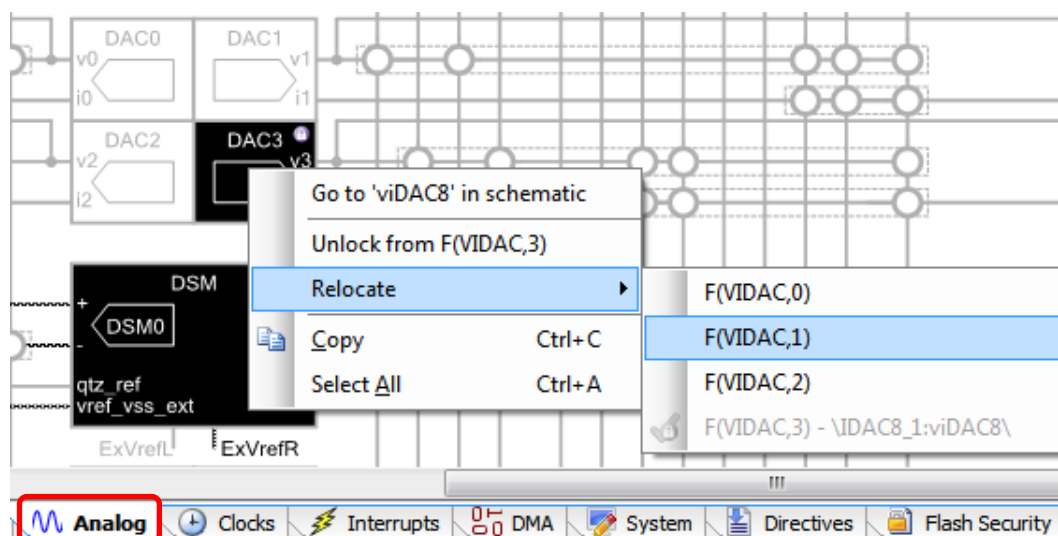 DAC0 DAC1
v0 v1
i0 i1
DAC2 DAC3
v2 v3
i2
Go to 'viDAC8' in schematic
Unlock from F(VIDAC,3)
Relocate
Copy Ctrl+C
Select All Ctrl+A
F(VIDAC,0)
F(VIDAC,1)
F(VIDAC,2)
F(VIDAC,3) - \IDAC8_1:viDAC8\
DSM
+
DSM0
-
qtz_ref
vref_vss_ext
ExVrefL ExVrefR
Analog Clocks Interrupts DMA System Directives Flash Security